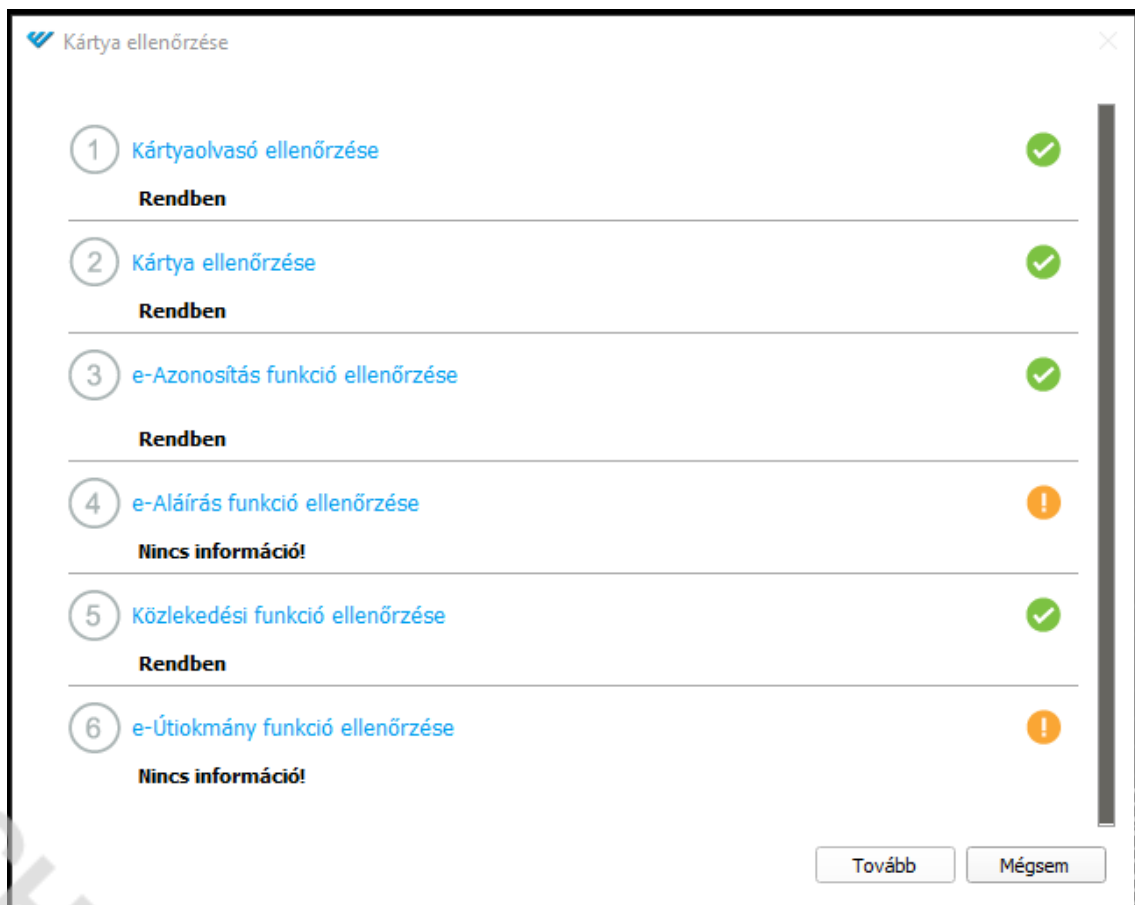 Kártya ellenőrzése
1 Kártyaolvasó ellenőrzése
Rendben
2 Kártya ellenőrzése
Rendben
3 e-Azonosítás funkció ellenőrzése
Rendben
4 e-Aláírás funkció ellenőrzése
Nincs információ!
5 Közlekedési funkció ellenőrzése
Rendben
6 e-Útiokmány funkció ellenőrzése
Nincs információ!
Tovább Mégsem